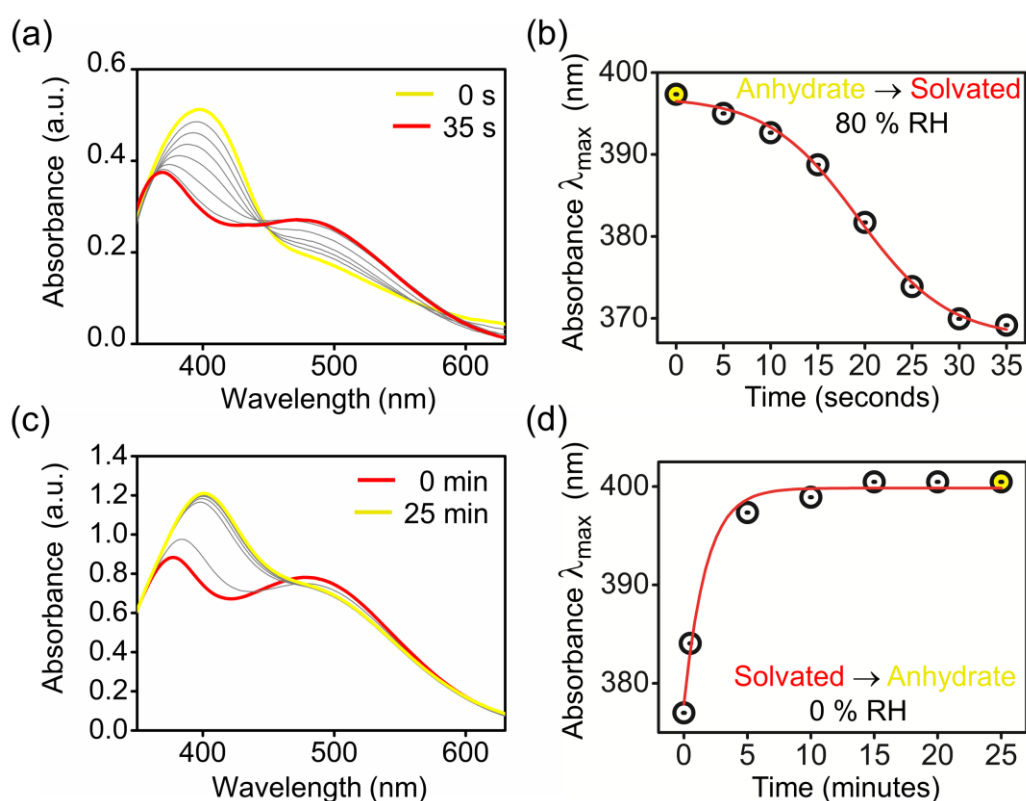 (a)
Absorbance (a.u.)
0.6
0.4
0.2
0.0
0 s
35 s
400
500
600
Wavelength (nm)
(b)
Absorbance λmax (nm)
400
390
380
370
Anhydrate → Solvated
80 % RH
0 5 10 15 20 25 30 35
Time (seconds)
(c)
Absorbance (a.u.)
1.4
1.2
1.0
0.8
0.6
0.4
0.2
0.0
0 min
25 min
400
500
600
Wavelength (nm)
(d)
Absorbance λmax (nm)
400
390
380
Solvated → Anhydrate
0 % RH
0 5 10 15 20 25
Time (minutes)